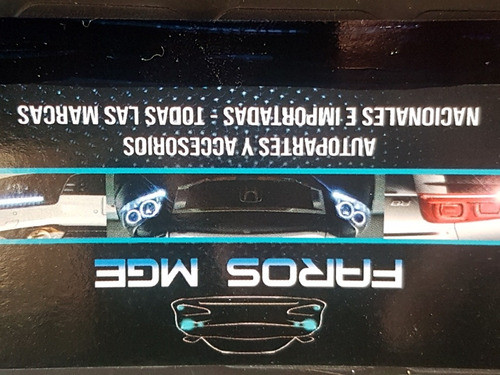 FAROS MGE
AUTOPARTES Y ACCESORIOS
NACIONALES E IMPORTADAS - TODAS LAS MARCAS